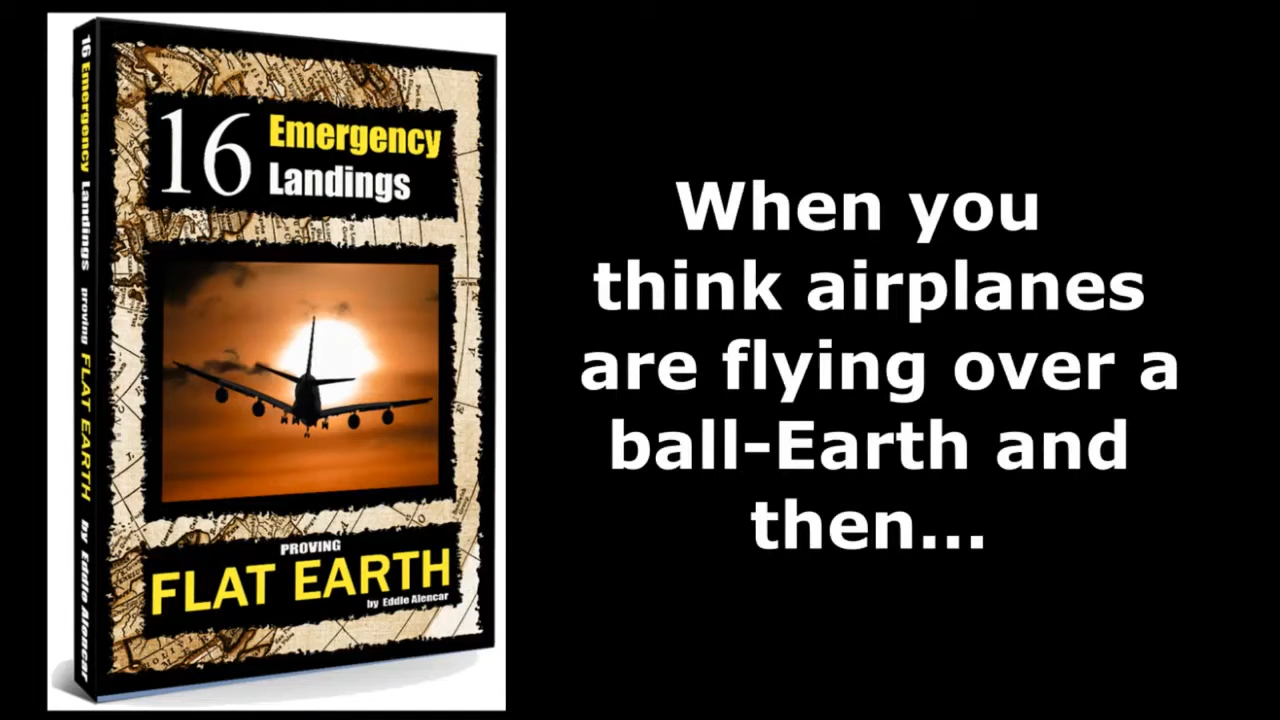 16 Emergency Landings proving FLAT EARTH by Eddie Alencar
16 Emergency
Landings
PROVING
FLAT EARTH
by Eddie Alencar
When you
think airplanes
are flying over a
ball-Earth and
then...